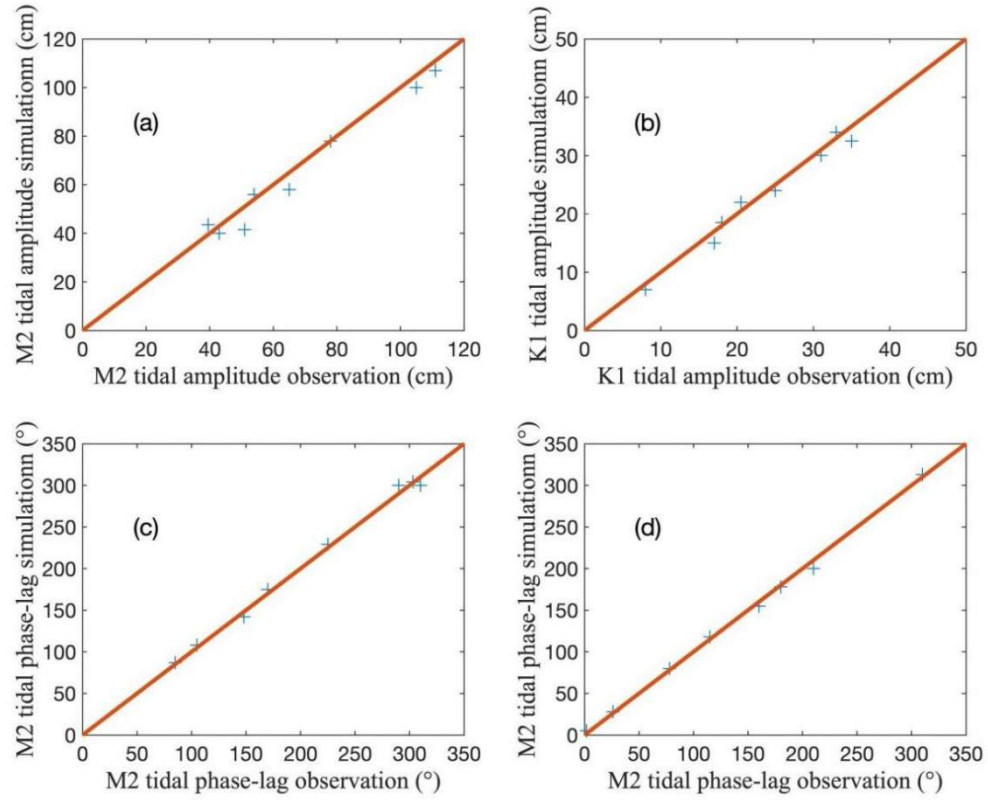 M2 tidal amplitude simulationn (cm)
120
100
80
60
40
20
0
(a)
0 20 40 60 80 100 120
M2 tidal amplitude observation (cm)
K1 tidal amplitude simulationn (cm)
50
40
30
20
10
0
(b)
0 10 20 30 40 50
K1 tidal amplitude observation (cm)
M2 tidal phase-lag simulationn (°)
350
300
250
200
150
100
50
0
(c)
0 50 100 150 200 250 300 350
M2 tidal phase-lag observation (°)
M2 tidal phase-lag simulationn (°)
350
300
250
200
150
100
50
0
(d)
0 50 100 150 200 250 300 350
M2 tidal phase-lag observation (°)